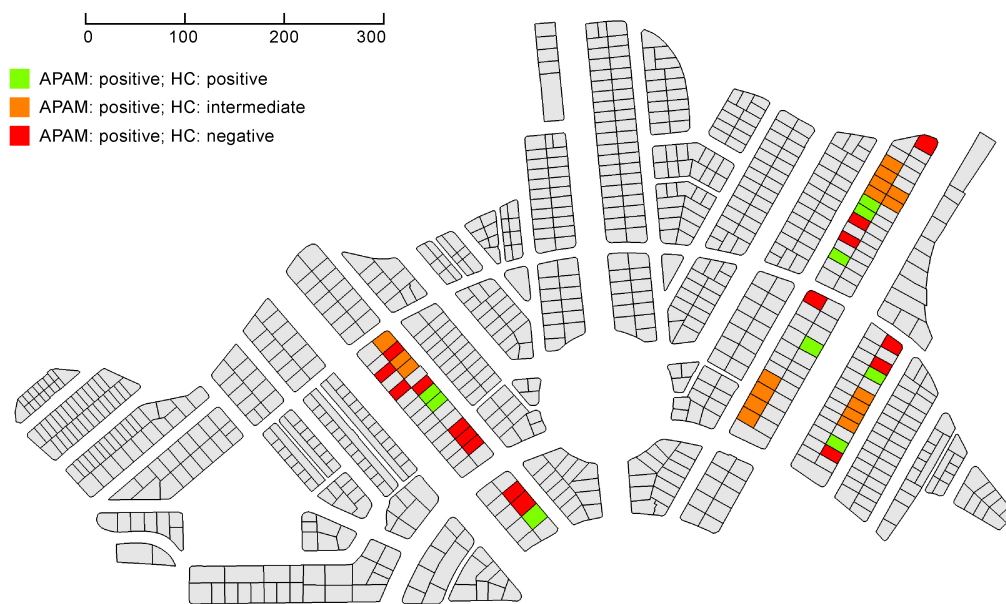 0 100 200 300
APAM: positive; HC: positive
APAM: positive; HC: intermediate
APAM: positive; HC: negative